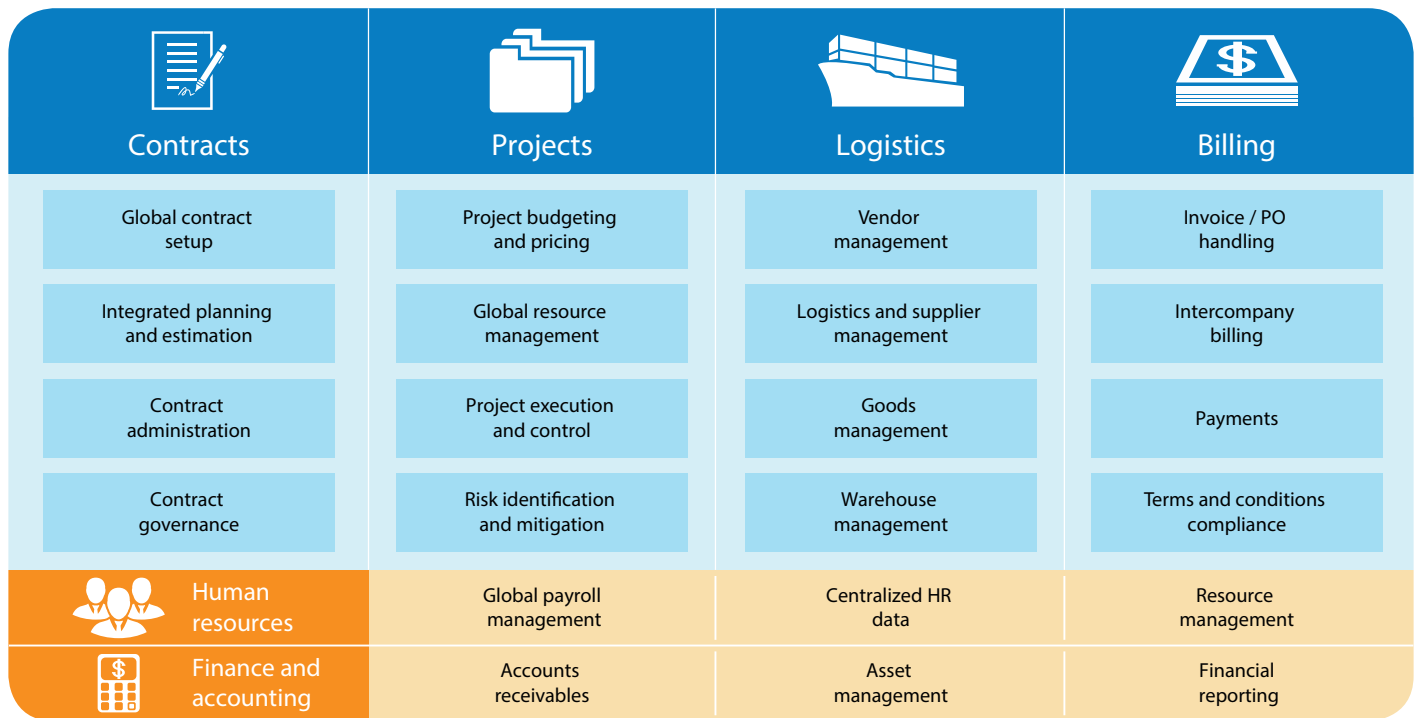 Contracts
Projects
Logistics
Billing
Global contract
setup
Project budgeting
and pricing
Vendor
management
Invoice / PO
handling
Integrated planning
and estimation
Global resource
management
Logistics and supplier
management
Intercompany
billing
Contract
administration
Project execution
and control
Goods
management
Payments
Contract
governance
Risk identification
and mitigation
Warehouse
management
Terms and conditions
compliance
Human
resources
Global payroll
management
Centralized HR
data
Resource
management
Finance and
accounting
Accounts
receivables
Asset
management
Financial
reporting